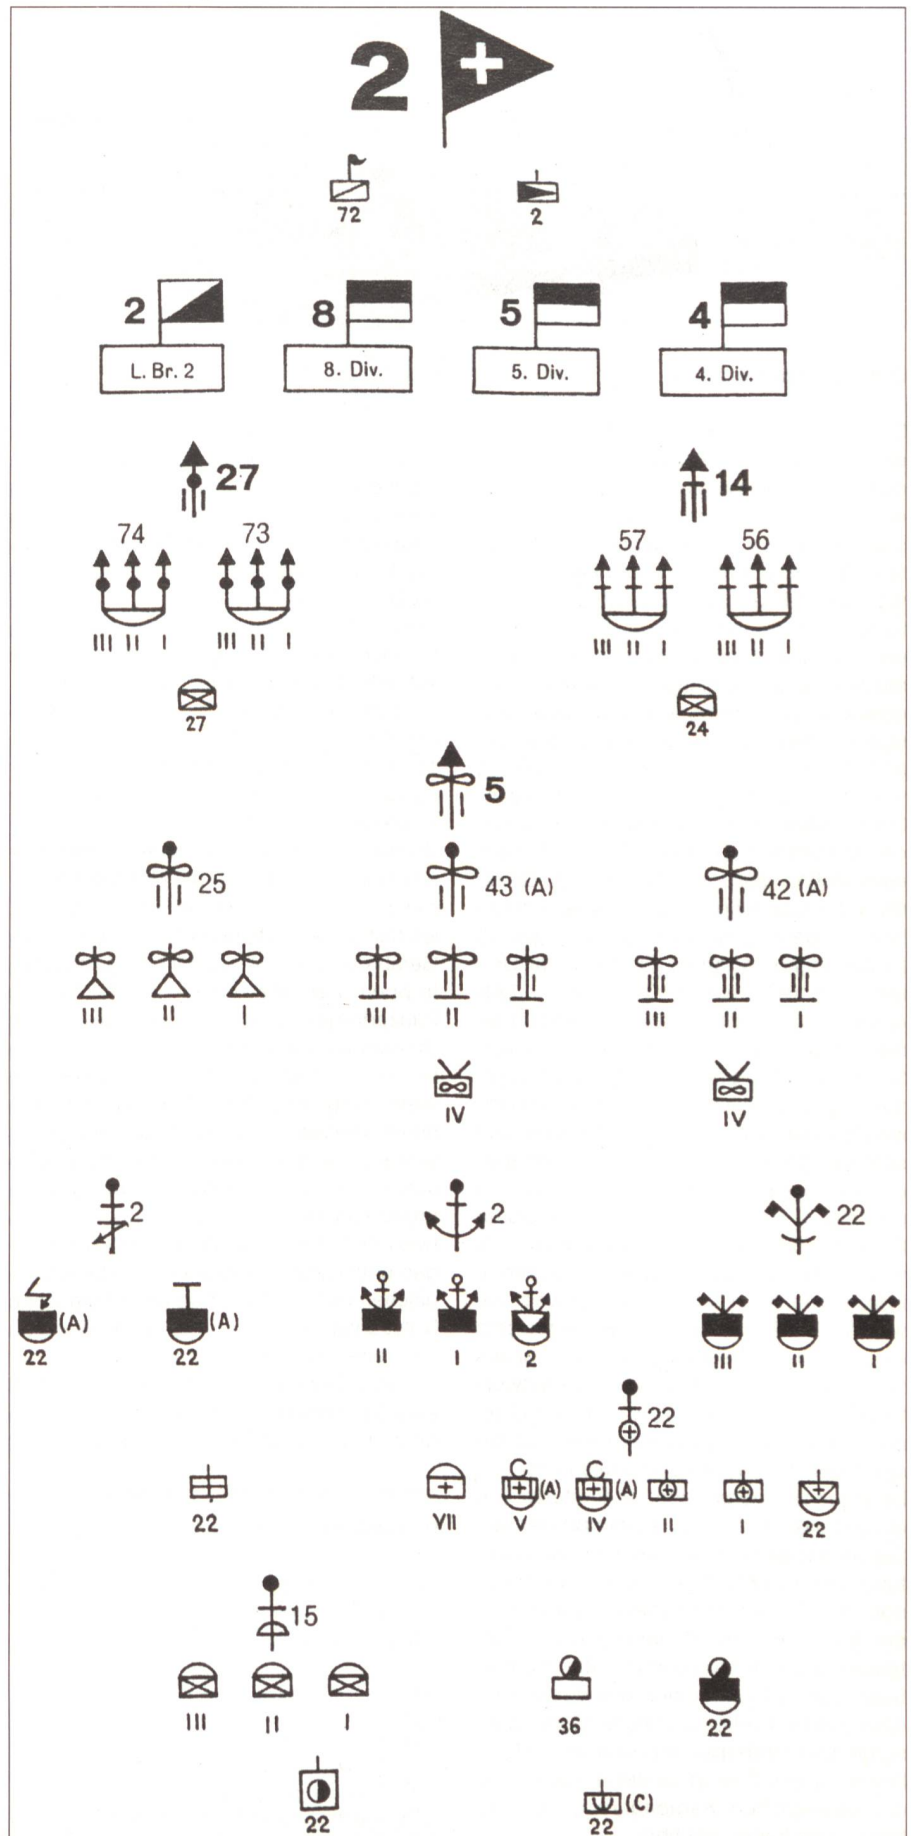 2
72 2
2 8 5 4
L. Br. 2 8. Div. 5. Div. 4. Div.
27 14
74 73 57 56
III II I III II I III II I III II I
27 24
5
25 43 (A) 42 (A)
III II I III II I III II I
IV IV
2 2 22
(A) (A)
22 22 II I 2 III II I
22
C (A) C (A)
22 VII V IV II I 22
15
III II I 36 22
(C)
22 22